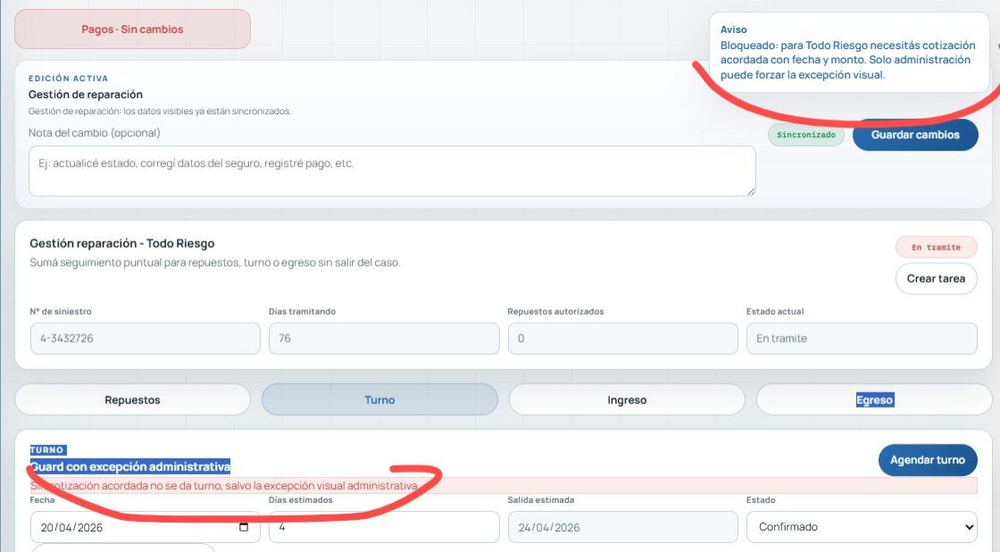 Pagos · Sin cambios
Aviso
Bloqueado: para Todo Riesgo necesitás cotización
acordada con fecha y monto. Solo administración
puede forzar la excepción visual.
EDICIÓN ACTIVA
Gestión de reparación
Gestión de reparación: los datos visibles ya están sincronizados.
Nota del cambio (opcional)
Sincronizado
Guardar cambios
Ej: actualicé estado, corregí datos del seguro, registré pago, etc.
Gestión reparación - Todo Riesgo
En tramite
Sumá seguimiento puntual para repuestos, turno o egreso sin salir del caso.
Crear tarea
N° de siniestro
Días tramitando
Repuestos autorizados
Estado actual
4-3432726
76
0
En tramite
Repuestos
Turno
Ingreso
Egreso
TURNO
Guard con excepción administrativa
Agendar turno
Sin cotización acordada no se da turno, salvo la excepción visual administrativa.
Fecha
Días estimados
Salida estimada
Estado
20/04/2026
4
24/04/2026
Confirmado